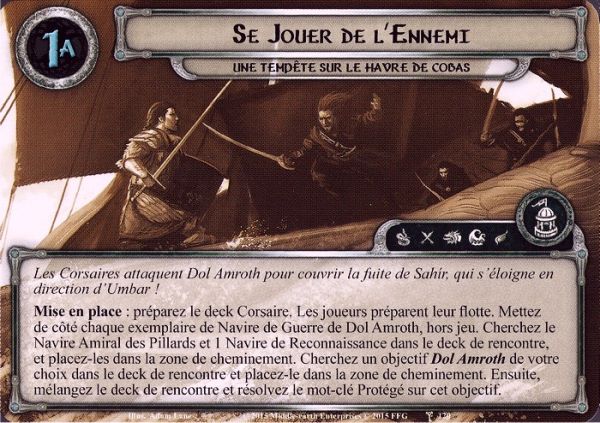 1A
SE JOUER DE L'ENNEMI
UNE TEMPÊTE SUR LE HAVRE DE COBAS
Les Corsaires attaquent Dol Amroth pour couvrir la fuite de Sahír, qui s'éloigne en
direction d'Umbar !
Mise en place : préparez le deck Corsaire. Les joueurs préparent leur flotte. Mettez
de côté chaque exemplaire de Navire de Guerre de Dol Amroth, hors jeu. Cherchez le
Navire Amiral des Pillards et 1 Navire de Reconnaissance dans le deck de rencontre,
et placez-les dans la zone de cheminement. Cherchez un objectif Dol Amroth de votre
choix dans le deck de rencontre et placez-le dans la zone de cheminement. Ensuite,
mélangez le deck de rencontre et résolvez le mot-clé Protégé sur cet objectif.
© 2015 Middle-earth Enterprises © 2015 FFG